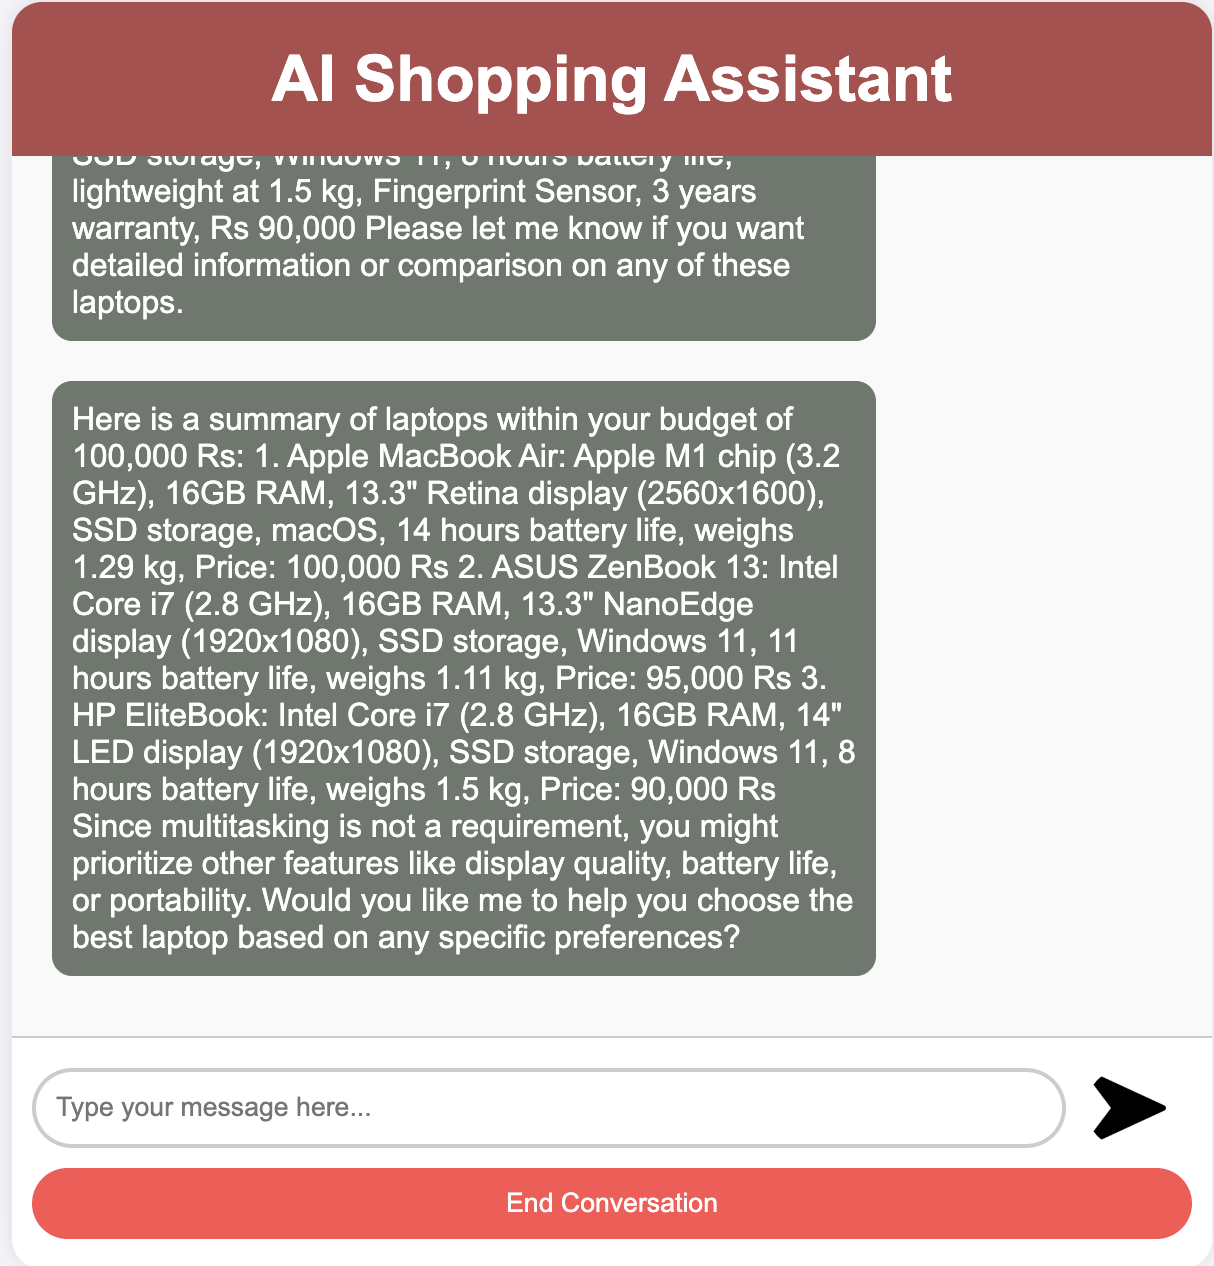 AI Shopping Assistant
SSD storage, Windows 11, 8 hours battery life,
lightweight at 1.5 kg, Fingerprint Sensor, 3 years
warranty, Rs 90,000 Please let me know if you want
detailed information or comparison on any of these
laptops.
Here is a summary of laptops within your budget of
100,000 Rs: 1. Apple MacBook Air: Apple M1 chip (3.2
GHz), 16GB RAM, 13.3" Retina display (2560x1600),
SSD storage, macOS, 14 hours battery life, weighs
1.29 kg, Price: 100,000 Rs 2. ASUS ZenBook 13: Intel
Core i7 (2.8 GHz), 16GB RAM, 13.3" NanoEdge
display (1920x1080), SSD storage, Windows 11, 11
hours battery life, weighs 1.11 kg, Price: 95,000 Rs 3.
HP EliteBook: Intel Core i7 (2.8 GHz), 16GB RAM, 14"
LED display (1920x1080), SSD storage, Windows 11, 8
hours battery life, weighs 1.5 kg, Price: 90,000 Rs
Since multitasking is not a requirement, you might
prioritize other features like display quality, battery life,
or portability. Would you like me to help you choose the
best laptop based on any specific preferences?
Type your message here...
End Conversation